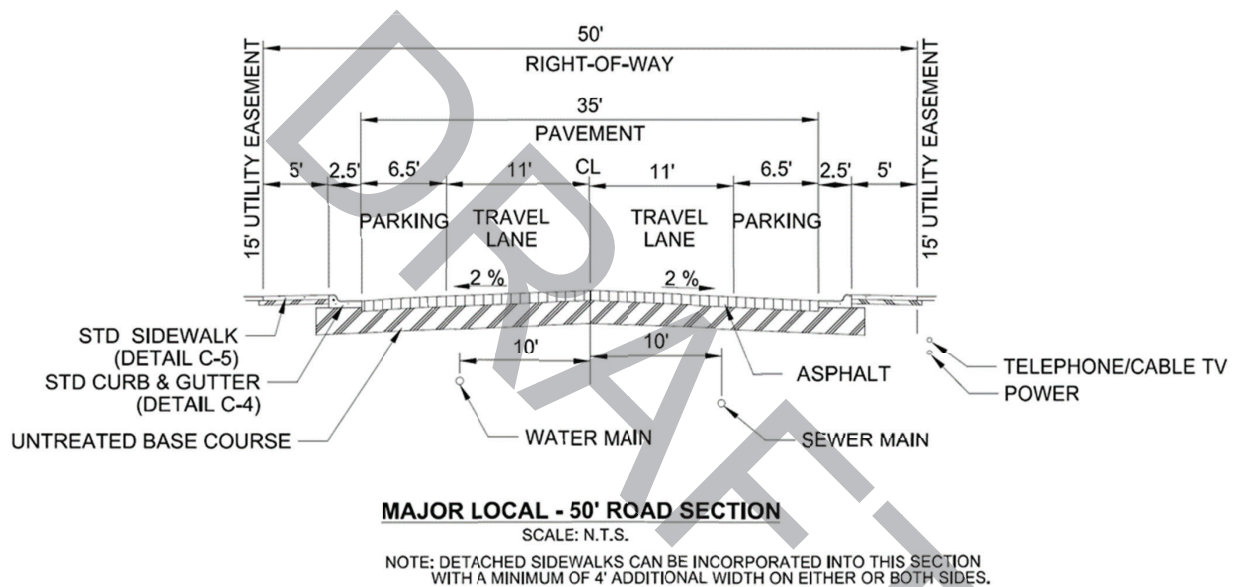 50'
RIGHT-OF-WAY
35'
PAVEMENT
15' UTILITY EASEMENT
15' UTILITY EASEMENT
5' 2.5' 6.5' 11' CL 11' 6.5' 2.5' 5'
PARKING TRAVEL LANE TRAVEL LANE PARKING
2 % 2 %
STD SIDEWALK
(DETAIL C-5)
STD CURB & GUTTER
(DETAIL C-4)
UNTREATED BASE COURSE
10' 10'
ASPHALT
TELEPHONE/CABLE TV
POWER
WATER MAIN
SEWER MAIN
MAJOR LOCAL - 50' ROAD SECTION
SCALE: N.T.S.
NOTE: DETACHED SIDEWALKS CAN BE INCORPORATED INTO THIS SECTION
WITH A MINIMUM OF 4' ADDITIONAL WIDTH ON EITHER OR BOTH SIDES.
DRAFT